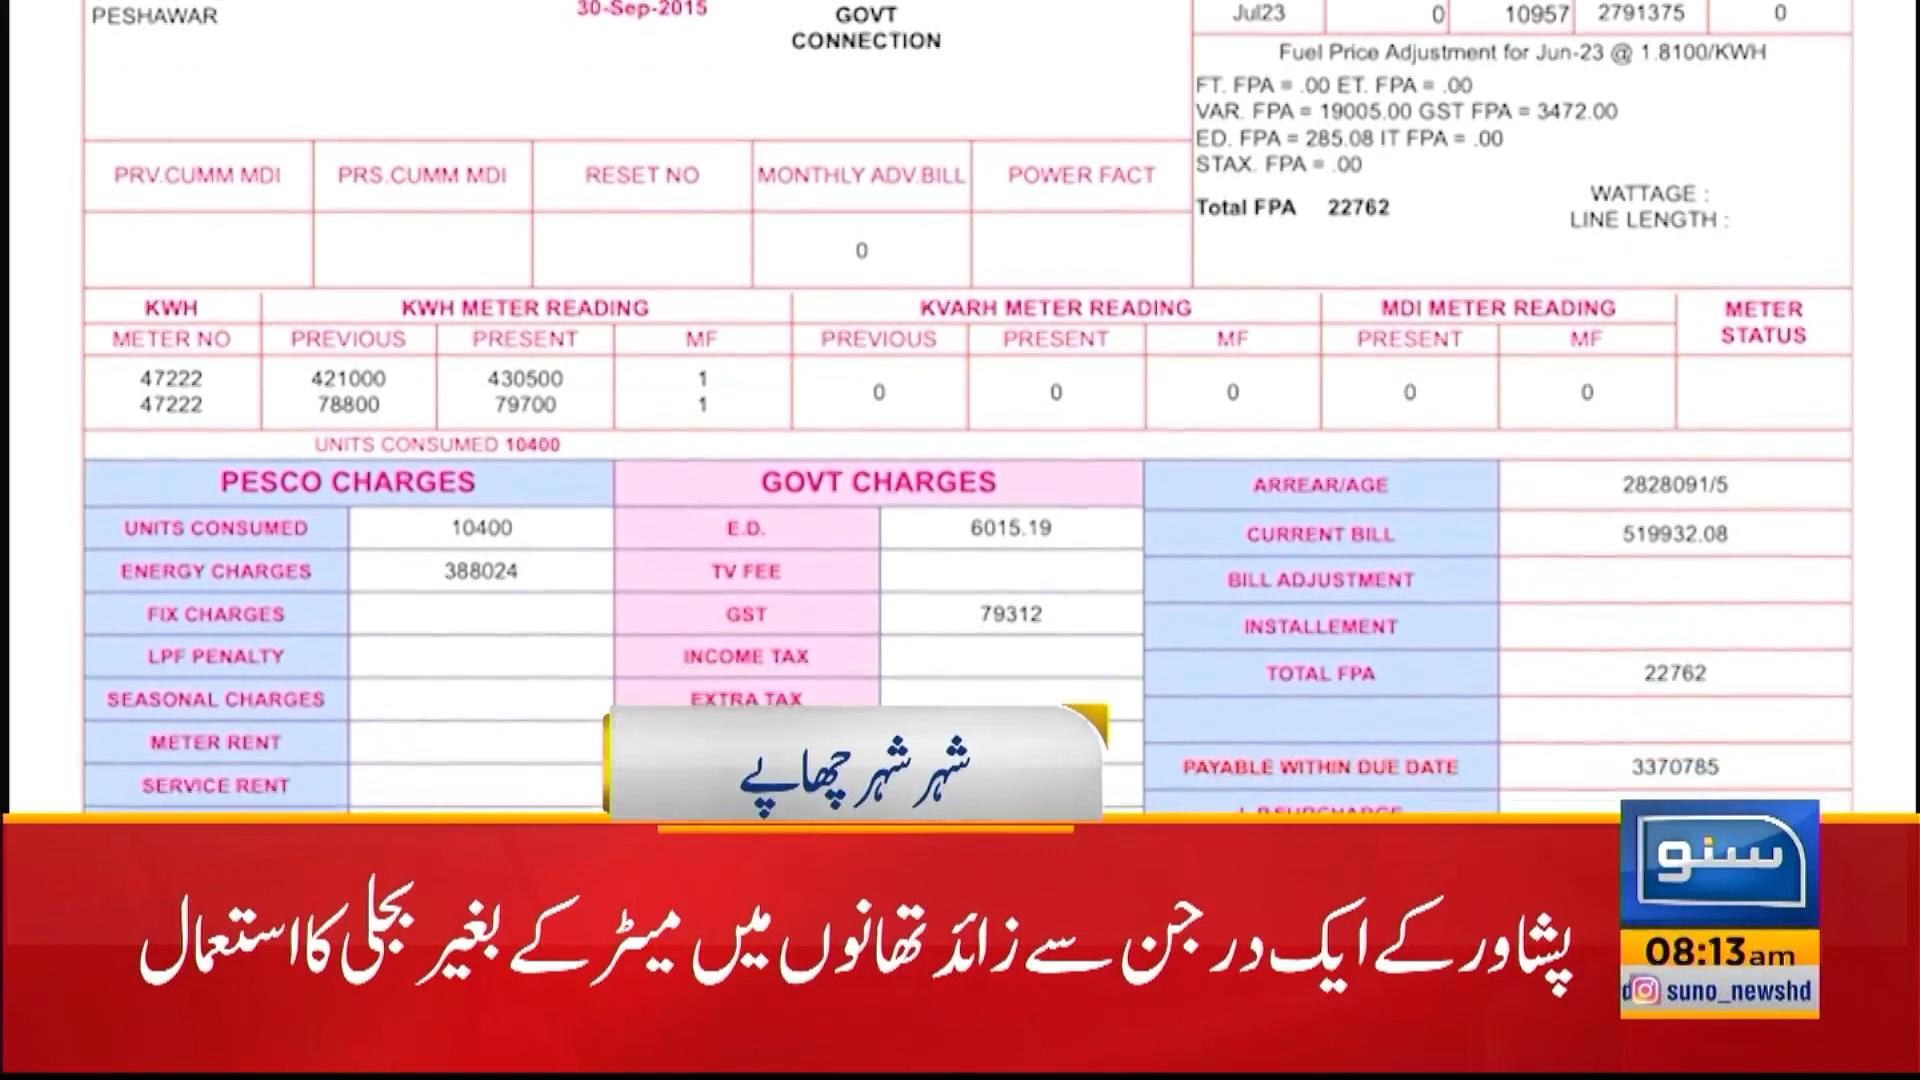 PESHAWAR
30-Sep-2015
GOVT
CONNECTION
Jul23 0 10957 2791375 0
Fuel Price Adjustment for Jun-23 @ 1.8100/KWH
FT. FPA = .00 ET. FPA = .00
VAR. FPA = 19005.00 GST FPA = 3472.00
ED. FPA = 285.08 IT FPA = .00
STAX. FPA = .00
Total FPA 22762
WATTAGE :
LINE LENGTH :
PRV.CUMM MDI PRS.CUMM MDI RESET NO MONTHLY ADV.BILL POWER FACT
0
KWH KWH METER READING KVARH METER READING MDI METER READING METER STATUS
METER NO PREVIOUS PRESENT MF PREVIOUS PRESENT MF PRESENT MF
47222 421000 430500 1 0 0 0 0 0
47222 78800 79700 1
UNITS CONSUMED 10400
PESCO CHARGES GOVT CHARGES ARREAR/AGE 2828091/5
UNITS CONSUMED 10400 E.D. 6015.19 CURRENT BILL 519932.08
ENERGY CHARGES 388024 TV FEE BILL ADJUSTMENT
FIX CHARGES GST 79312 INSTALLEMENT
LPF PENALTY INCOME TAX TOTAL FPA 22762
SEASONAL CHARGES EXTRA TAX
METER RENT
SERVICE RENT PAYABLE WITHIN DUE DATE 3370785
L.P.SURCHARGE
شہر شہر چھاپے
پشاور کے ایک درجن سے زائد تھانوں میں میٹر کے بغیر بجلی کا استعمال
سنو
08:13am
d suno_newshd